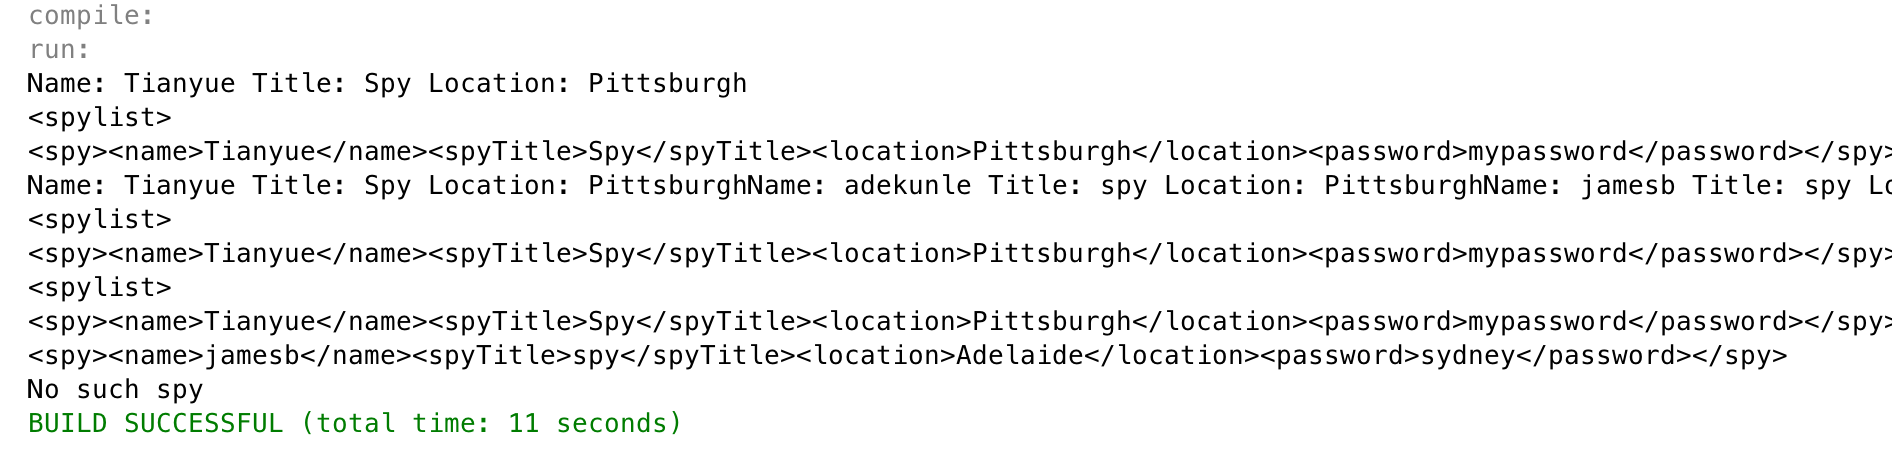 compile:
run:
Name: Tianyue Title: Spy Location: Pittsburgh
<spylist>
<spy><name>Tianyue</name><spyTitle>Spy</spyTitle><location>Pittsburgh</location><password>mypassword</password></spy>
Name: Tianyue Title: Spy Location: PittsburghName: adekunle Title: spy Location: PittsburghName: jamesb Title: spy Lo
<spylist>
<spy><name>Tianyue</name><spyTitle>Spy</spyTitle><location>Pittsburgh</location><password>mypassword</password></spy>
<spylist>
<spy><name>Tianyue</name><spyTitle>Spy</spyTitle><location>Pittsburgh</location><password>mypassword</password></spy>
<spy><name>jamesb</name><spyTitle>spy</spyTitle><location>Adelaide</location><password>sydney</password></spy>
No such spy
BUILD SUCCESSFUL (total time: 11 seconds)